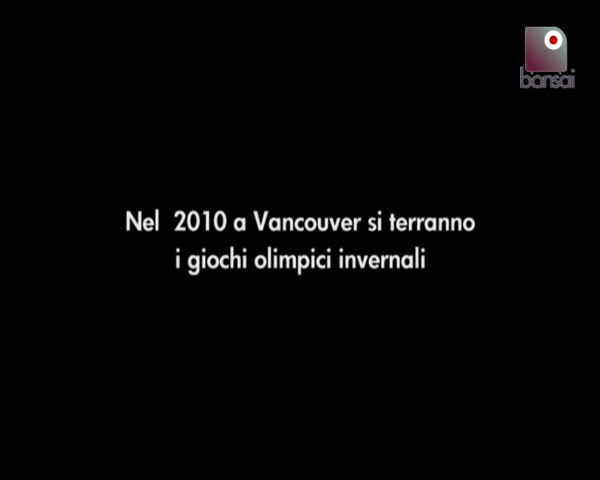 bonsai
Nel 2010 a Vancouver si terranno
i giochi olimpici invernali